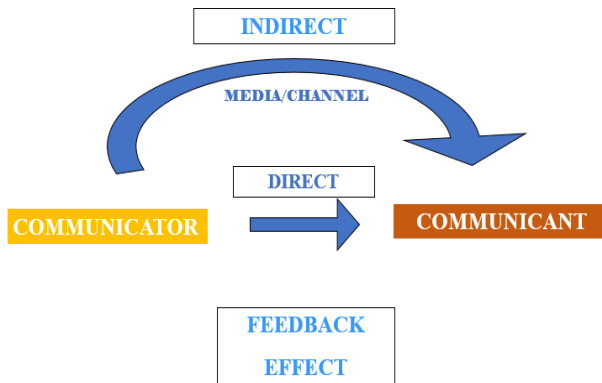 INDIRECT
MEDIA/CHANNEL
DIRECT
COMMUNICATOR
COMMUNICANT
FEEDBACK
EFFECT